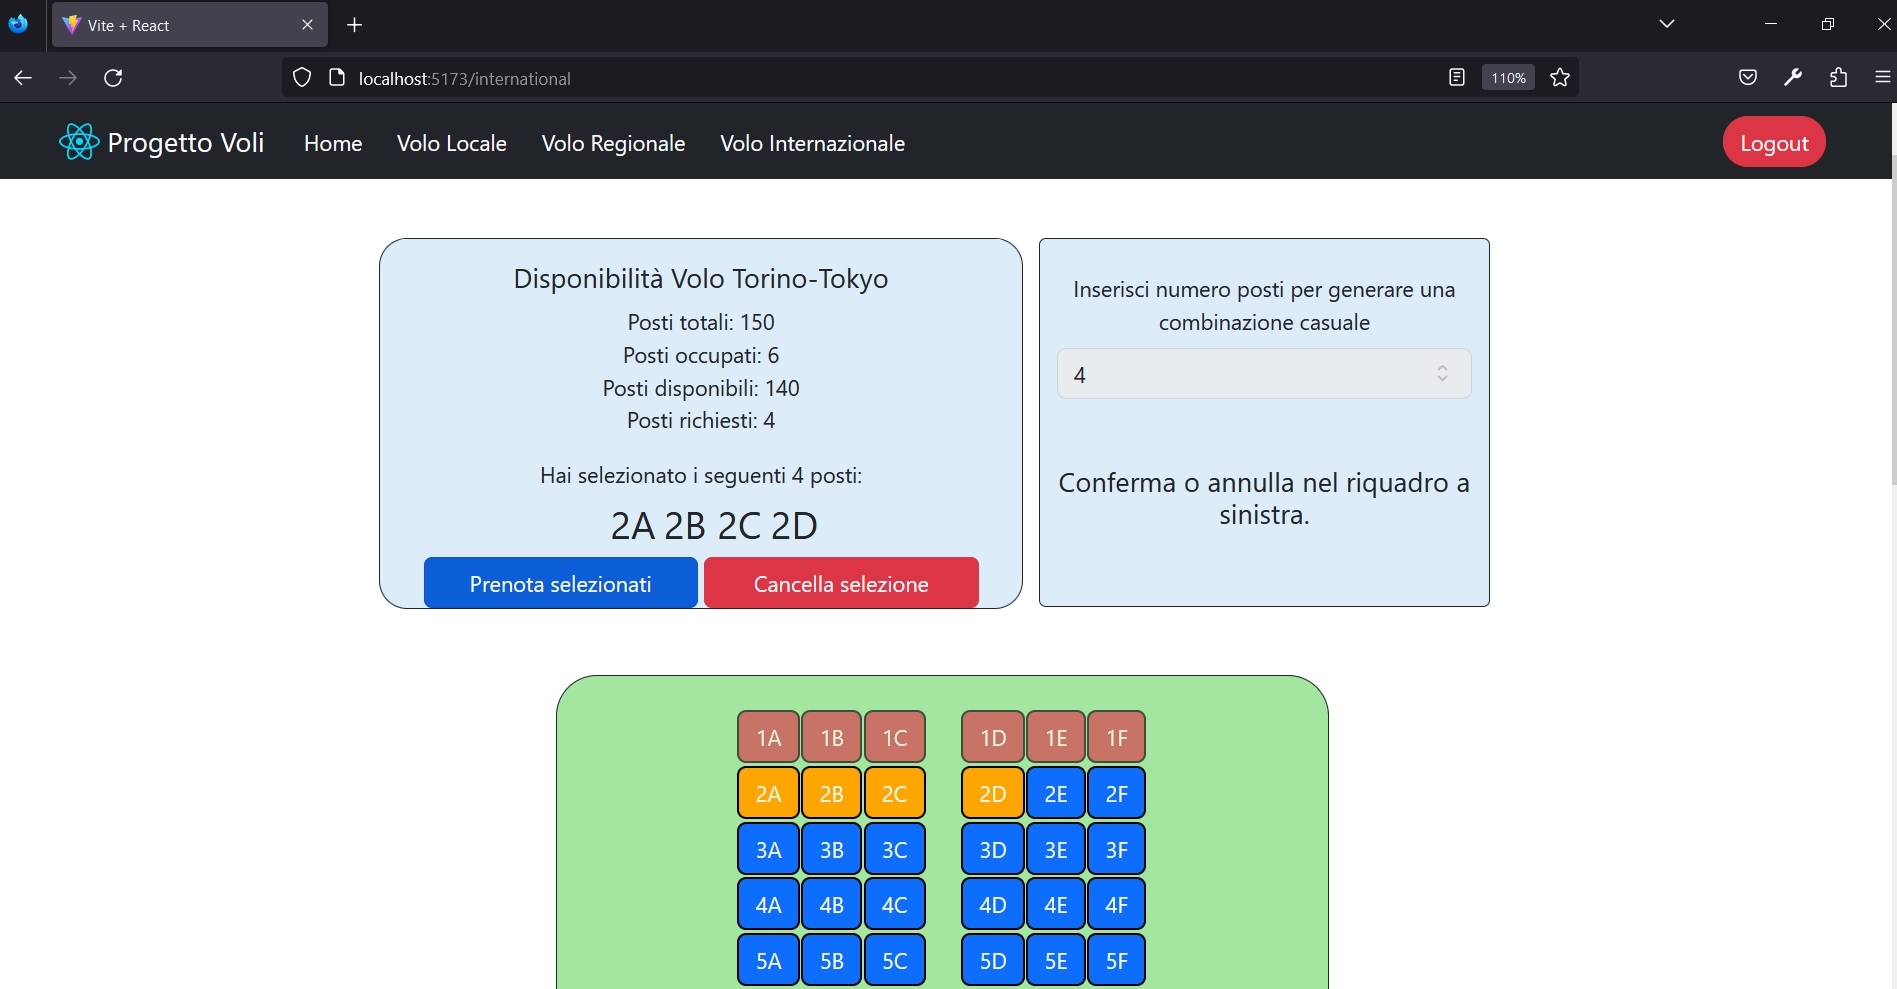 Vite + React
localhost:5173/international
110%
Progetto Voli
Home
Volo Locale
Volo Regionale
Volo Internazionale
Logout
Disponibilità Volo Torino-Tokyo
Posti totali: 150
Posti occupati: 6
Posti disponibili: 140
Posti richiesti: 4
Hai selezionato i seguenti 4 posti:
2A 2B 2C 2D
Prenota selezionati
Cancella selezione
Inserisci numero posti per generare una
combinazione casuale
4
Conferma o annulla nel riquadro a
sinistra.
1A 1B 1C 1D 1E 1F
2A 2B 2C 2D 2E 2F
3A 3B 3C 3D 3E 3F
4A 4B 4C 4D 4E 4F
5A 5B 5C 5D 5E 5F